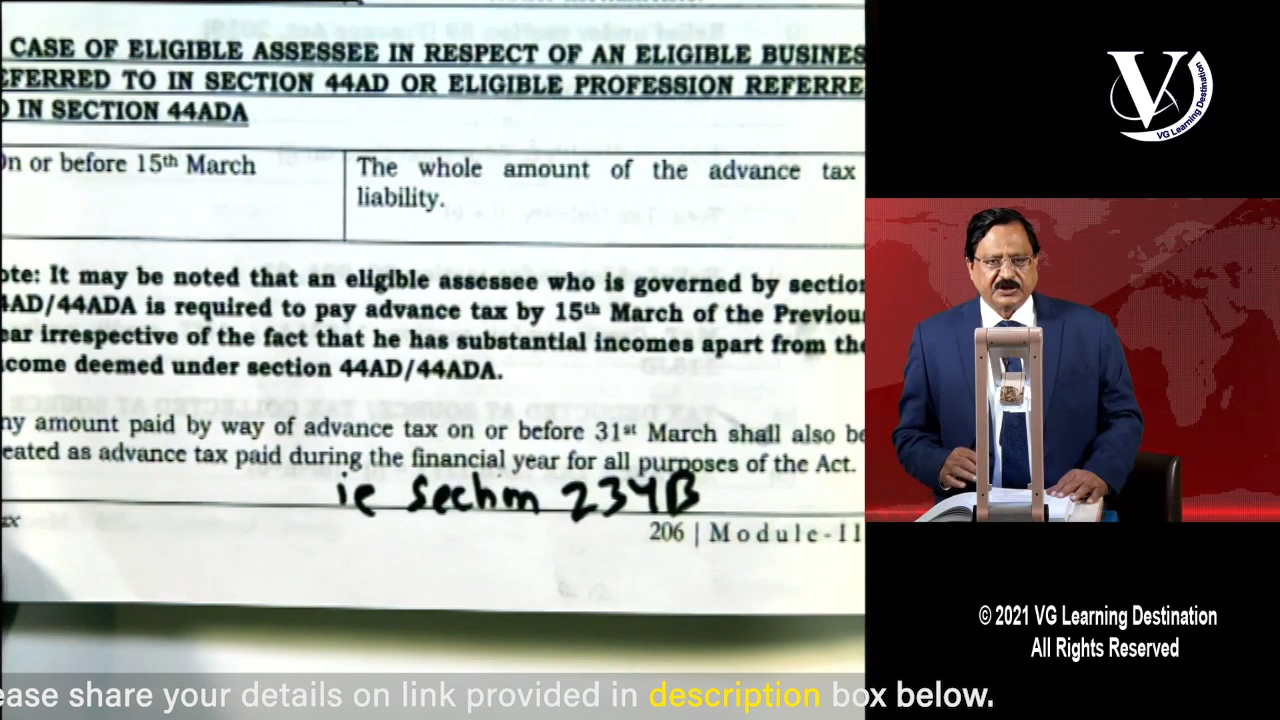 CASE OF ELIGIBLE ASSESSEE IN RESPECT OF AN ELIGIBLE BUSINES
EFERRED TO IN SECTION 44AD OR ELIGIBLE PROFESSION REFERRE
O IN SECTION 44ADA
On or before 15th March
The whole amount of the advance tax
liability.
ote: It may be noted that an eligible assessee who is governed by section
4AD/44ADA is required to pay advance tax by 15th March of the Previou
ear irrespective of the fact that he has substantial incomes apart from the
come deemed under section 44AD/44ADA.
ny amount paid by way of advance tax on or before 31st March shall also be
eated as advance tax paid during the financial year for all purposes of the Act.
ie Sechm 234B
ax
206 | Module-II
V
VG Learning Destination
© 2021 VG Learning Destination
All Rights Reserved
ease share your details on link provided in description box below.